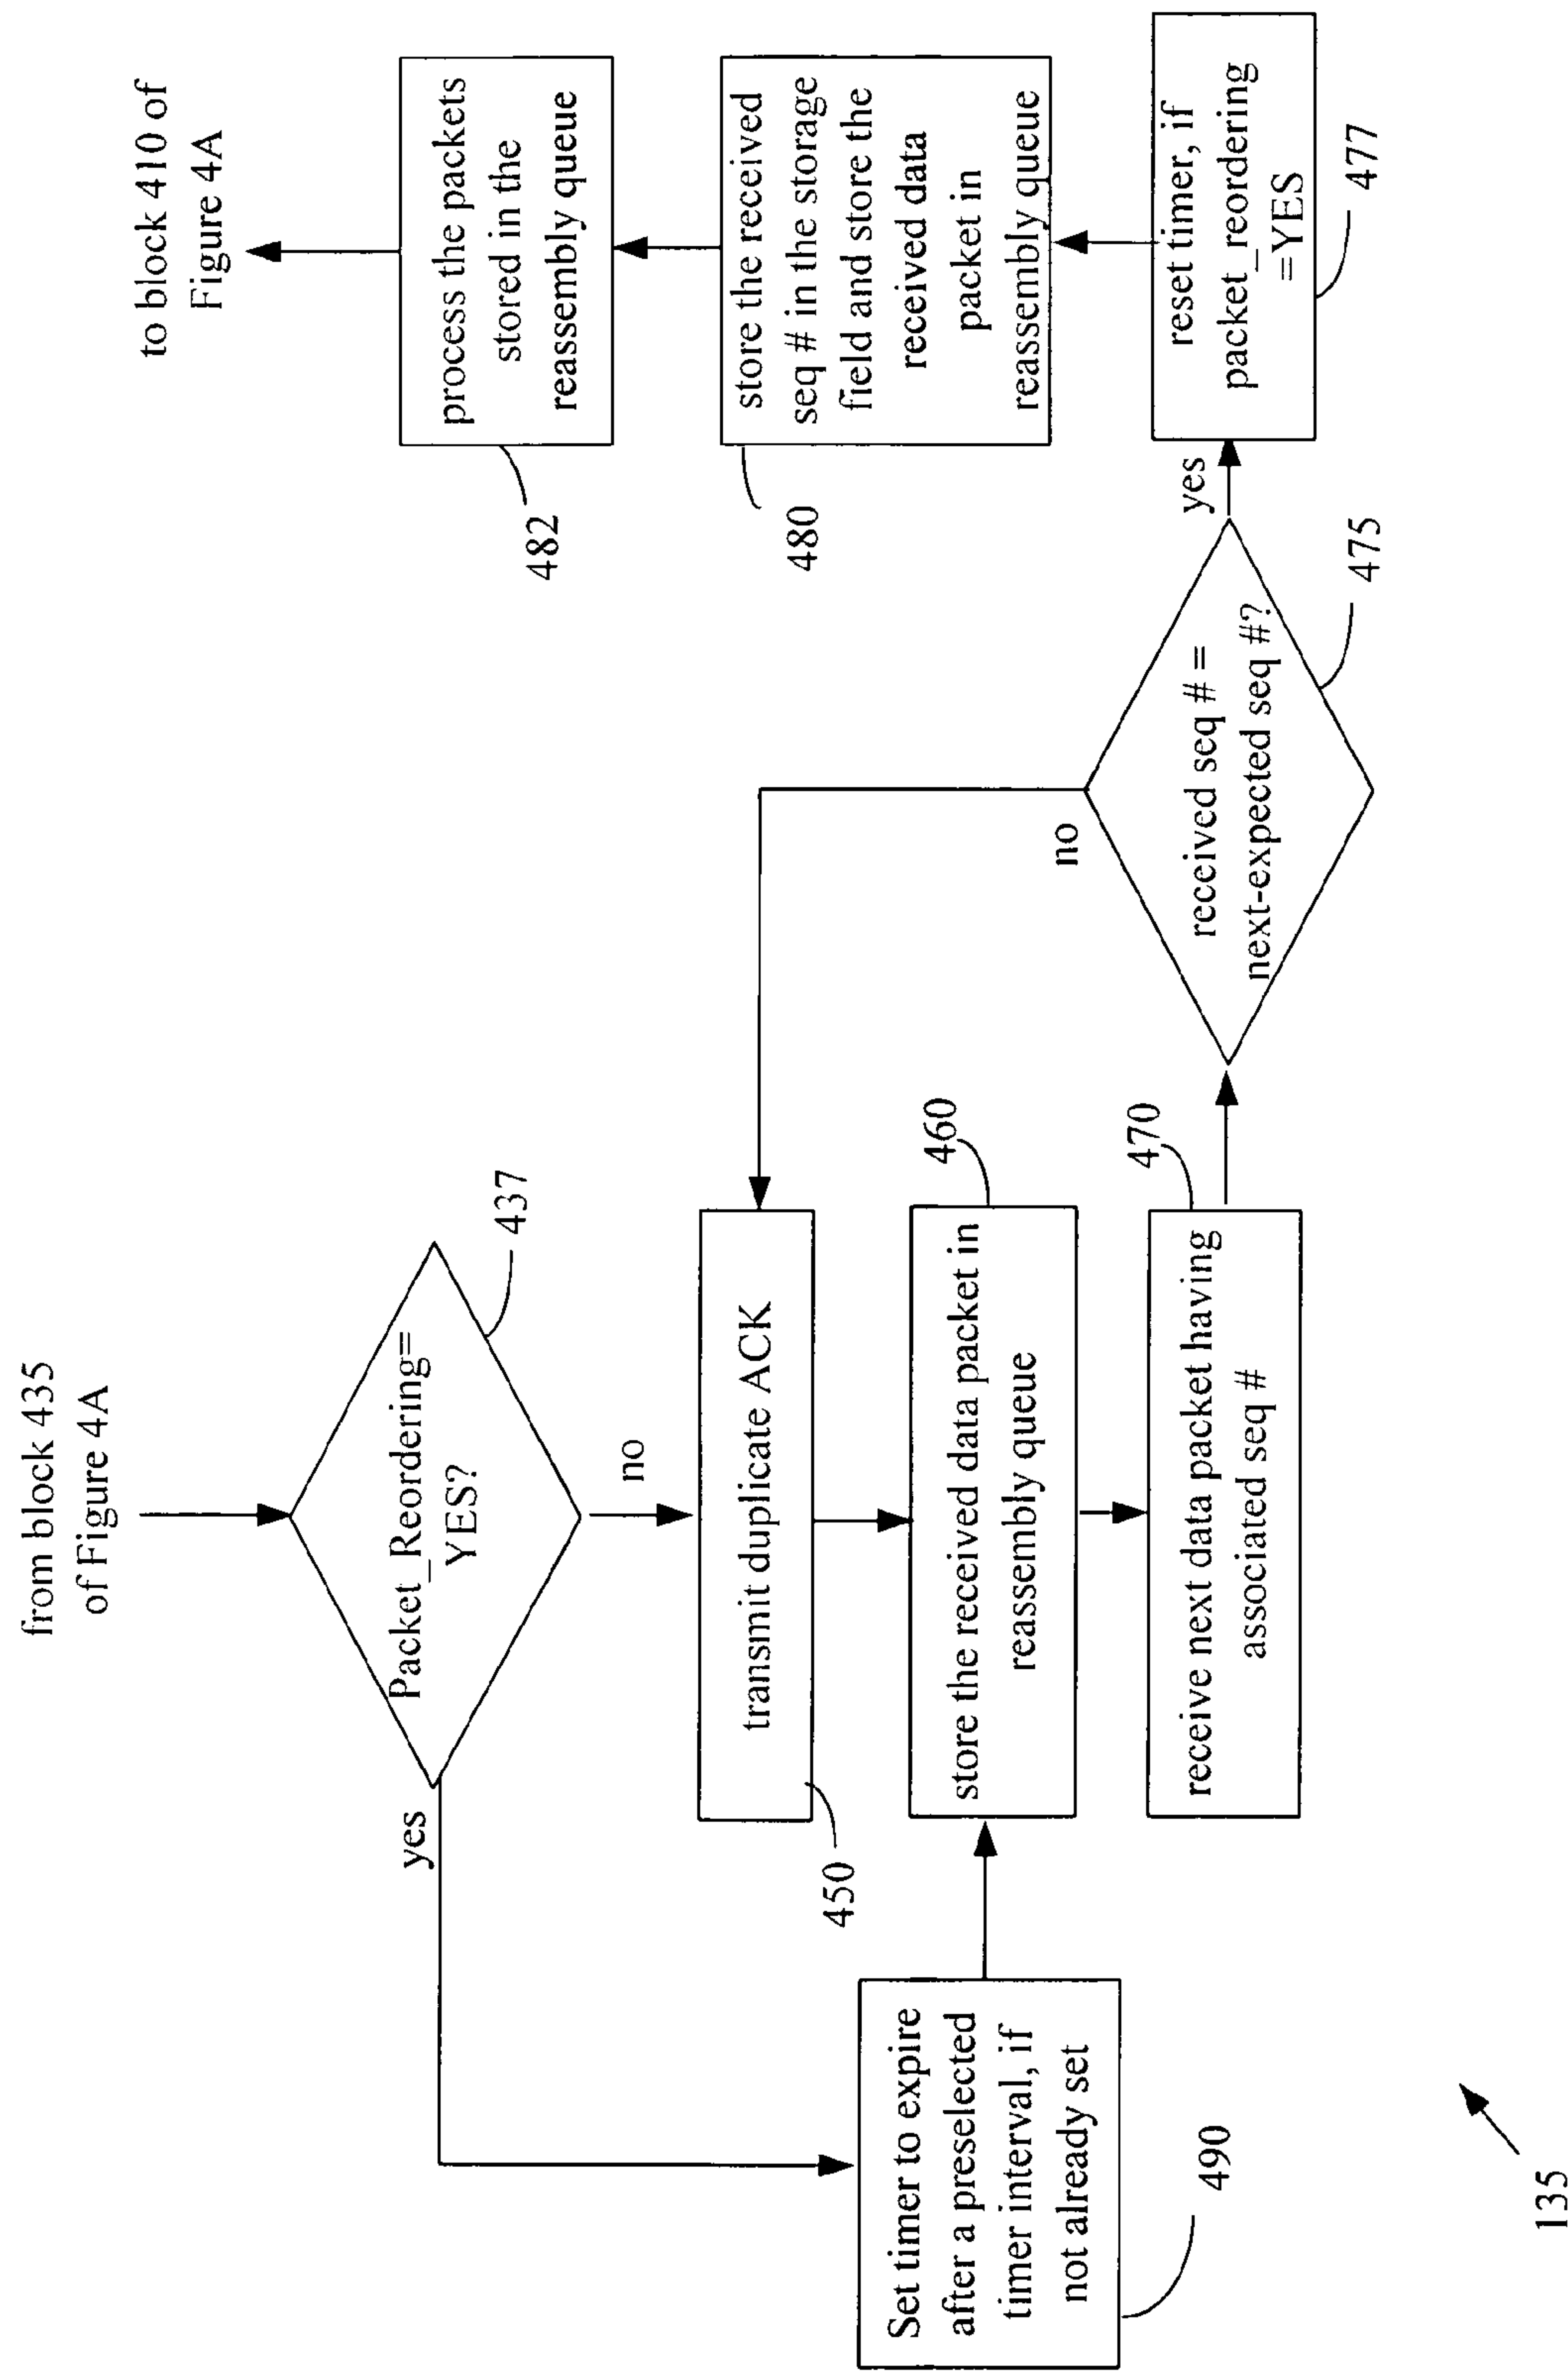 from block 435
of Figure 4A
Packet_Reordering=
YES?
437
yes
no
transmit duplicate ACK
450
Set timer to expire
after a preselected
timer interval, if
not already set
490
store the received data packet in
reassembly queue
460
receive next data packet having
associated seq #
470
received seq # =
next-expected seq #?
475
no
yes
reset timer, if
packet_reordering
=YES
477
store the received
seq # in the storage
field and store the
received data
packet in
reassembly queue
480
process the packets
stored in the
reassembly queue
482
to block 410 of
Figure 4A
135